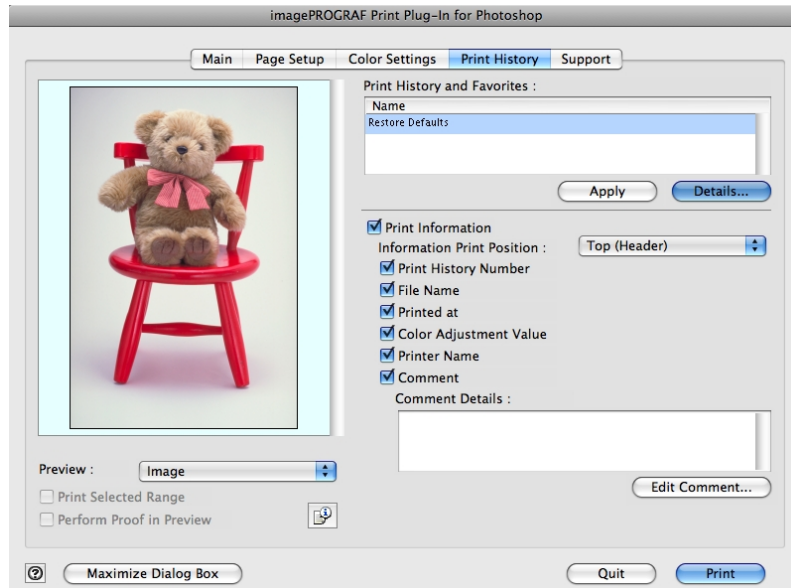 imagePROGRAF Print Plug-In for Photoshop
Main Page Setup Color Settings Print History Support
Print History and Favorites :
Name
Restore Defaults
Apply Details...
Print Information
Information Print Position : Top (Header)
Print History Number
File Name
Printed at
Color Adjustment Value
Printer Name
Comment
Comment Details :
Edit Comment...
Preview : Image
Print Selected Range
Perform Proof in Preview
? Maximize Dialog Box Quit Print